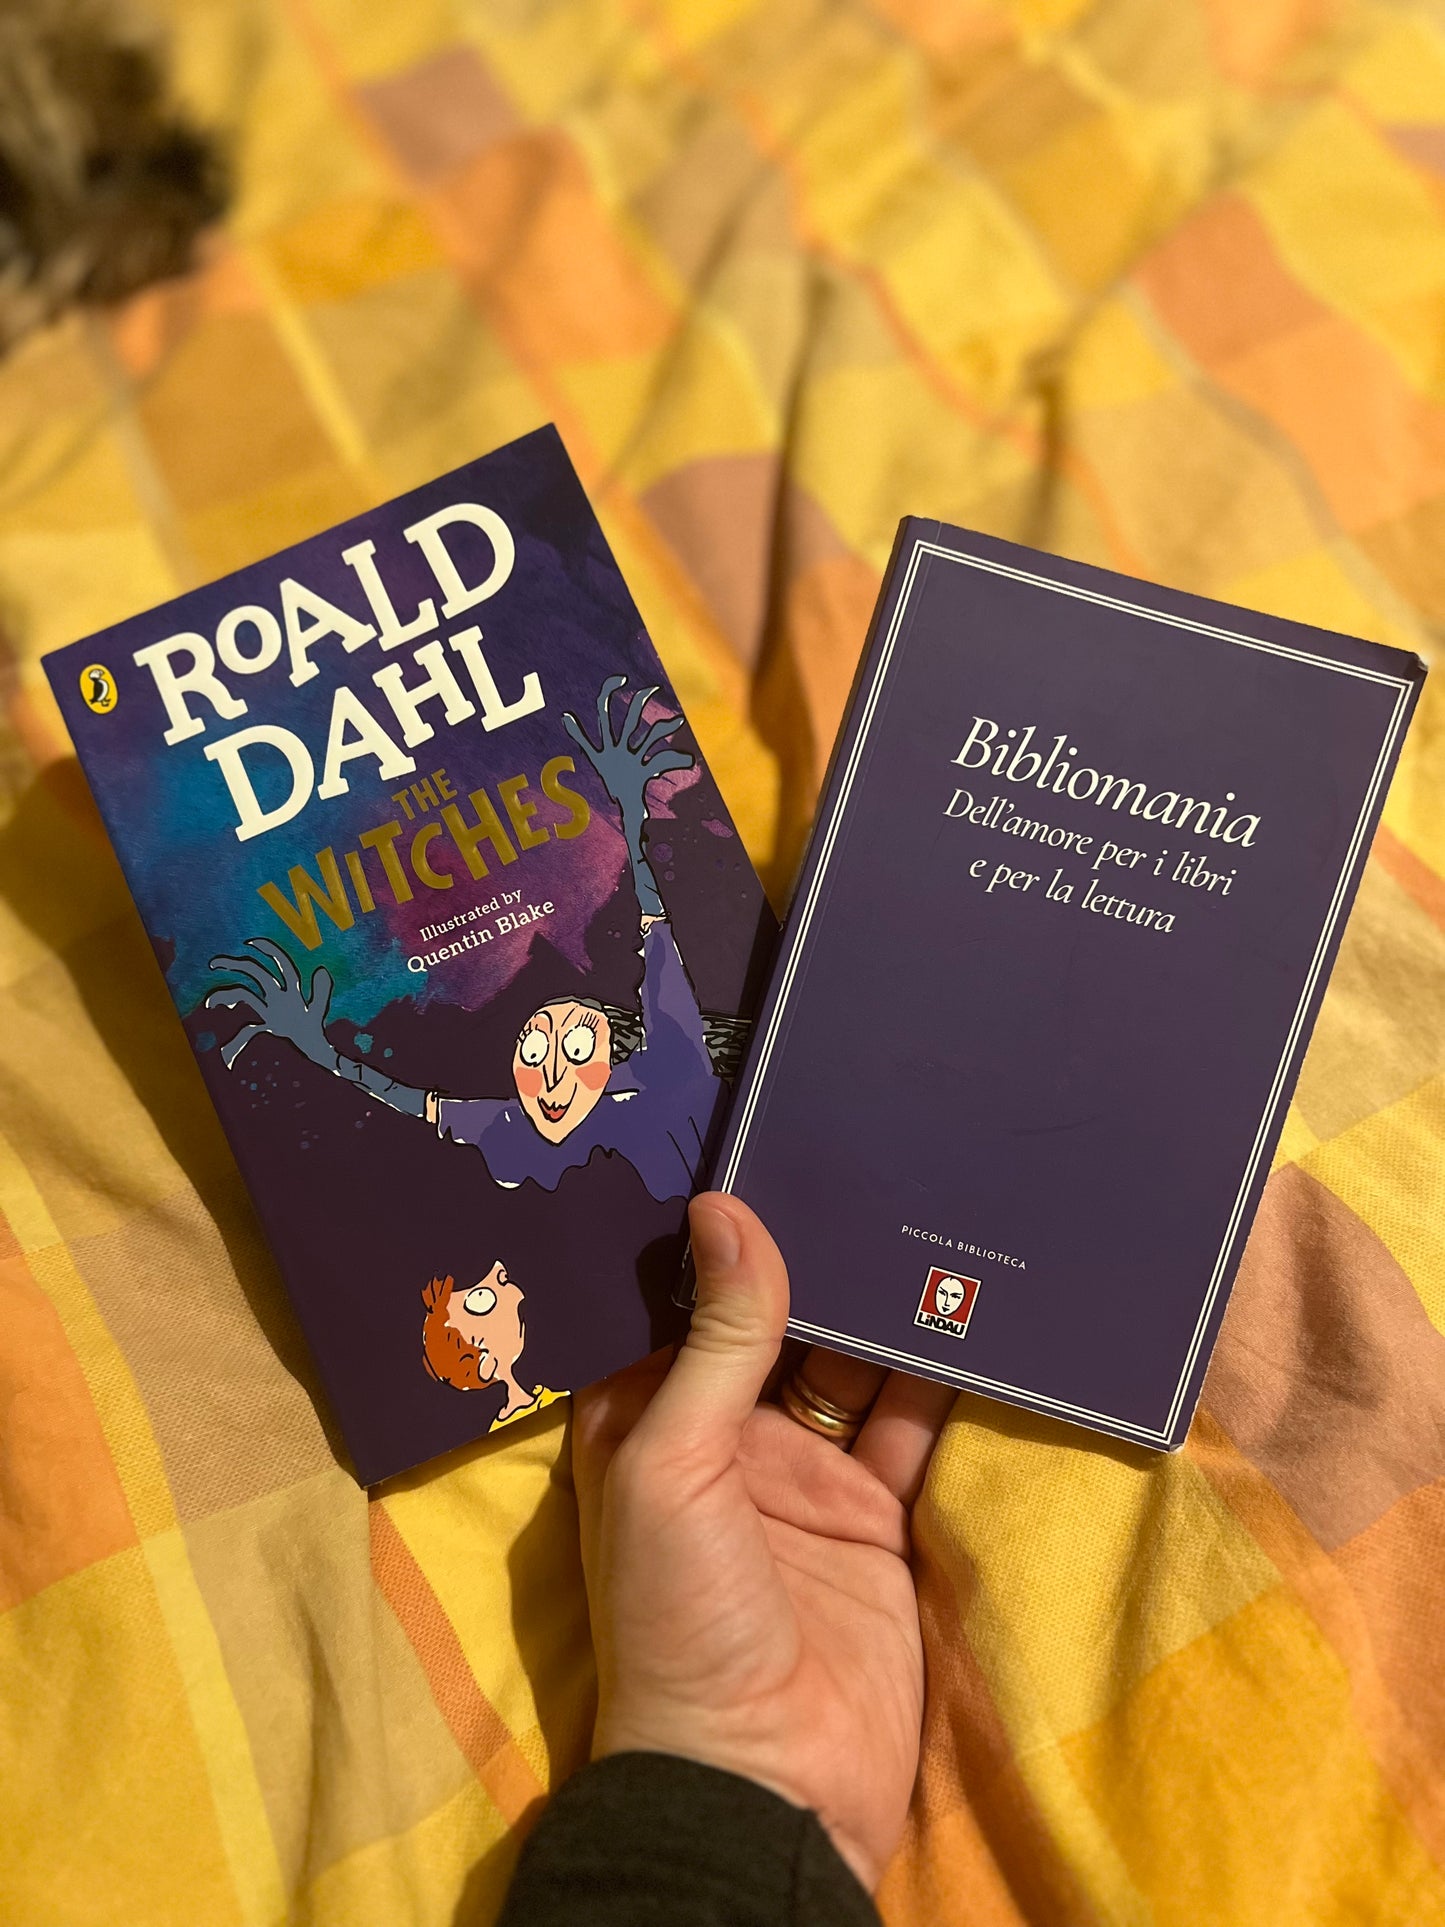 ROALD
DAHL
THE
WITCHES
Illustrated by
Quentin Blake
Bibliomania
Dell'amore per i libri
e per la lettura
PICCOLA BIBLIOTECA
LiNDAU